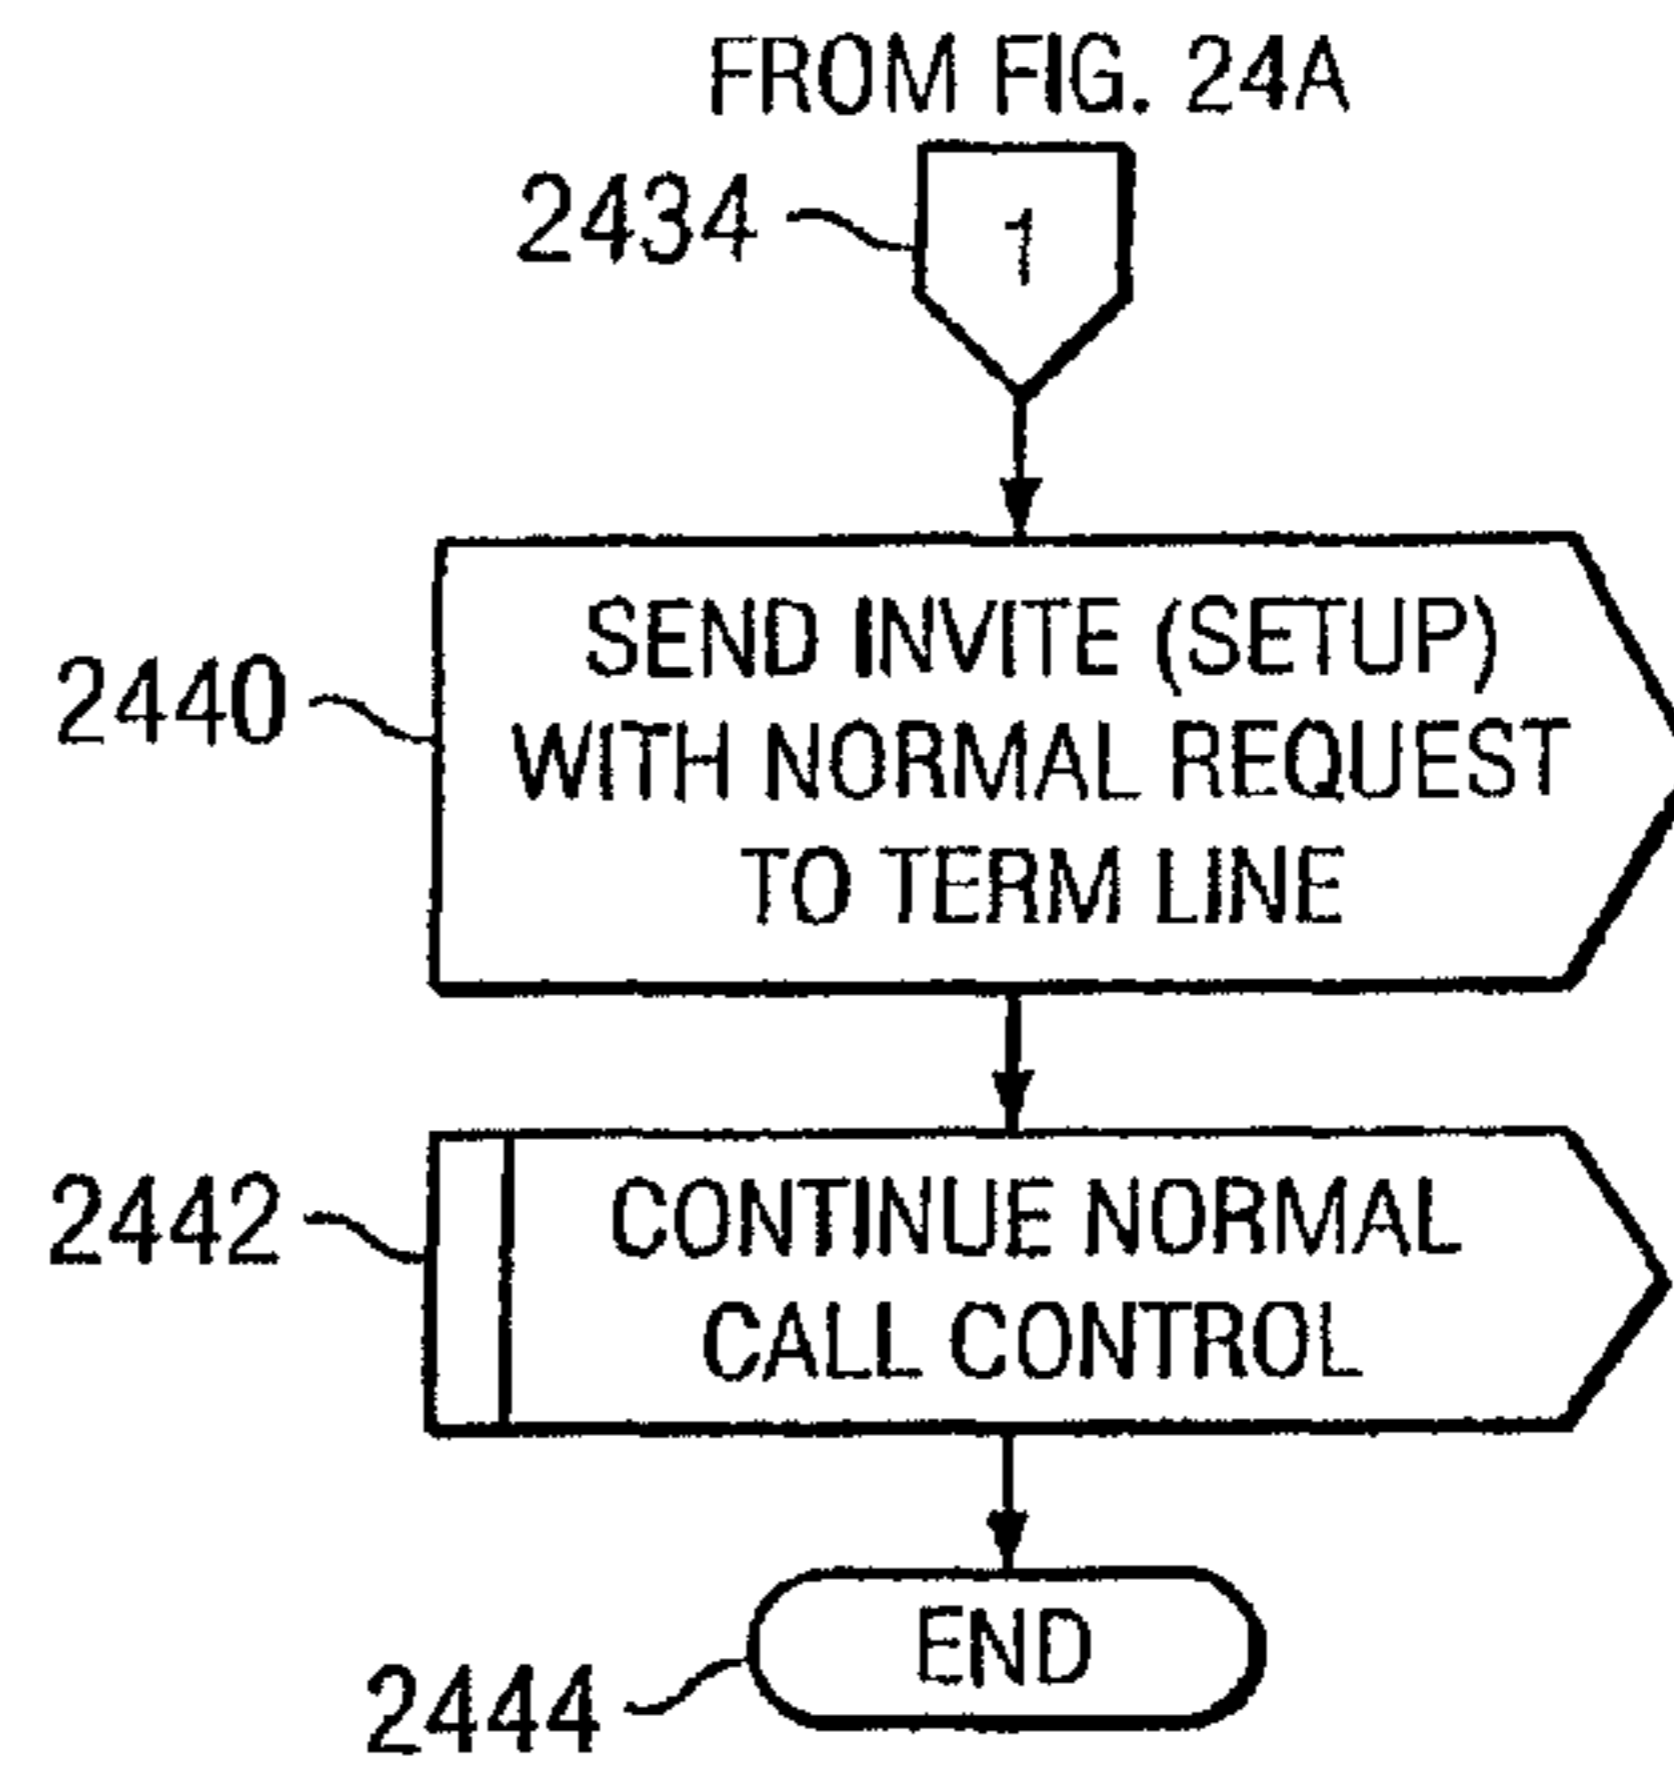 FROM FIG. 24A
2434
1
2440
SEND INVITE (SETUP)
WITH NORMAL REQUEST
TO TERM LINE
2442
CONTINUE NORMAL
CALL CONTROL
END
2444